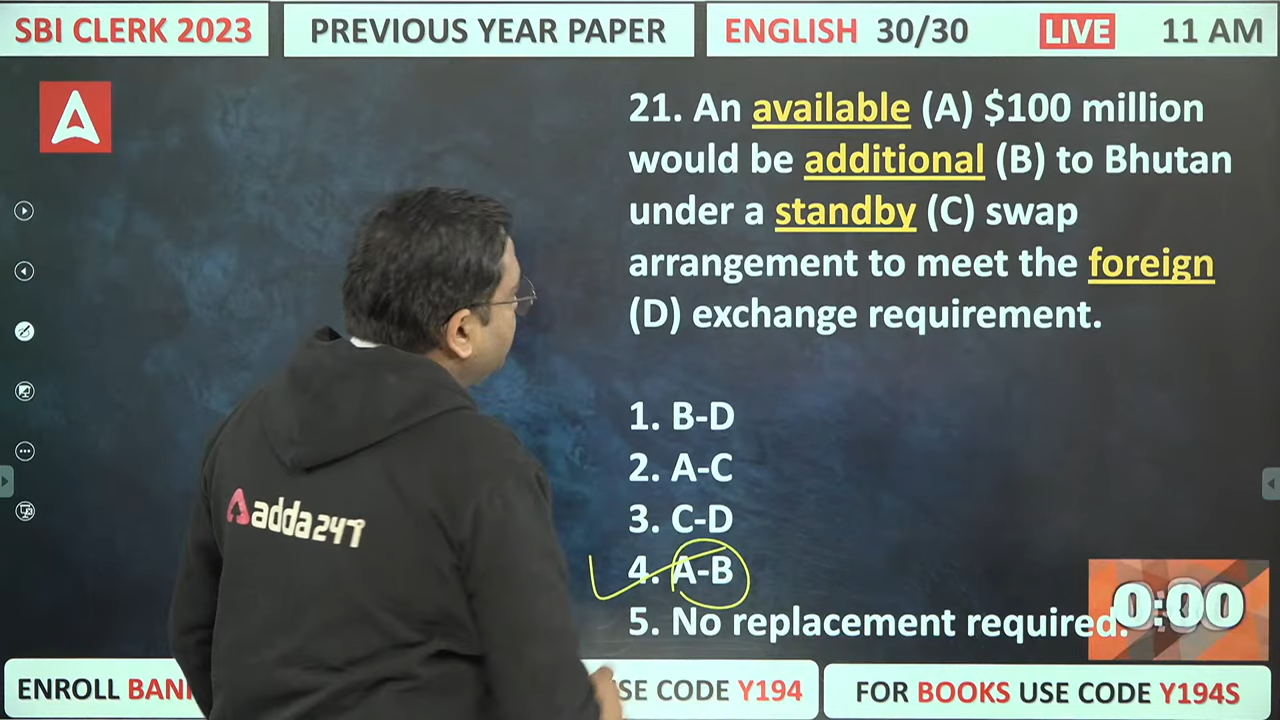 SBI CLERK 2023
PREVIOUS YEAR PAPER
ENGLISH 30/30
LIVE
11 AM
A
21. An available (A) $100 million
would be additional (B) to Bhutan
under a standby (C) swap
arrangement to meet the foreign
(D) exchange requirement.
1. B-D
2. A-C
3. C-D
4. A-B
5. No replacement required.
0:00
adda247
ENROLL
CODE Y194
FOR BOOKS USE CODE Y194S